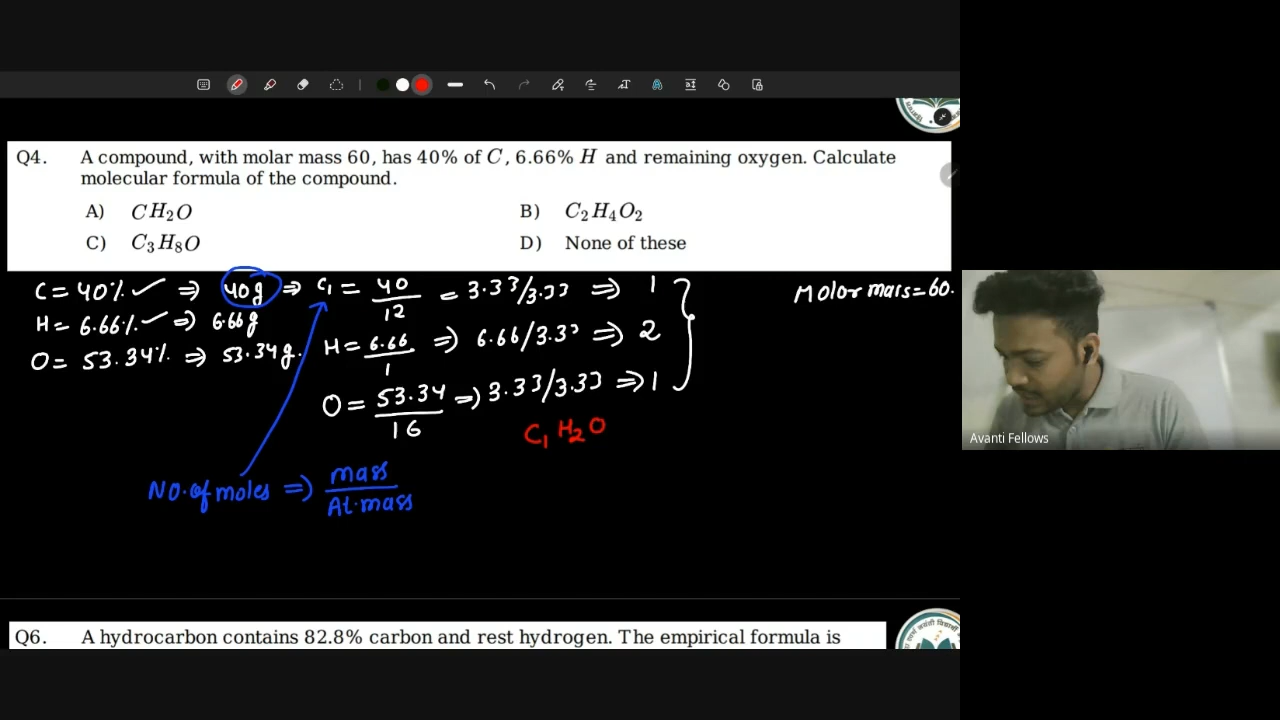 Q4. A compound, with molar mass 60, has 40% of C, 6.66% H and remaining oxygen. Calculate
molecular formula of the compound.
A) CH₂O B) C₂H₄O₂
C) C₃H₈O D) None of these
C = 40% ✓ ⇒ 40g ⇒ C₁ = 40/12 = 3.33/3.33 ⇒ 1
Molar mass = 60.
H = 6.66% ✓ ⇒ 6.66g
H = 6.66/1 ⇒ 6.66/3.33 ⇒ 2
O = 53.34% ⇒ 53.34g.
O = 53.34/16 ⇒ 3.33/3.33 ⇒ 1
C₁ H₂ O
No. of moles ⇒ mass/At. mass
Avanti Fellows
Q6. A hydrocarbon contains 82.8% carbon and rest hydrogen. The empirical formula is